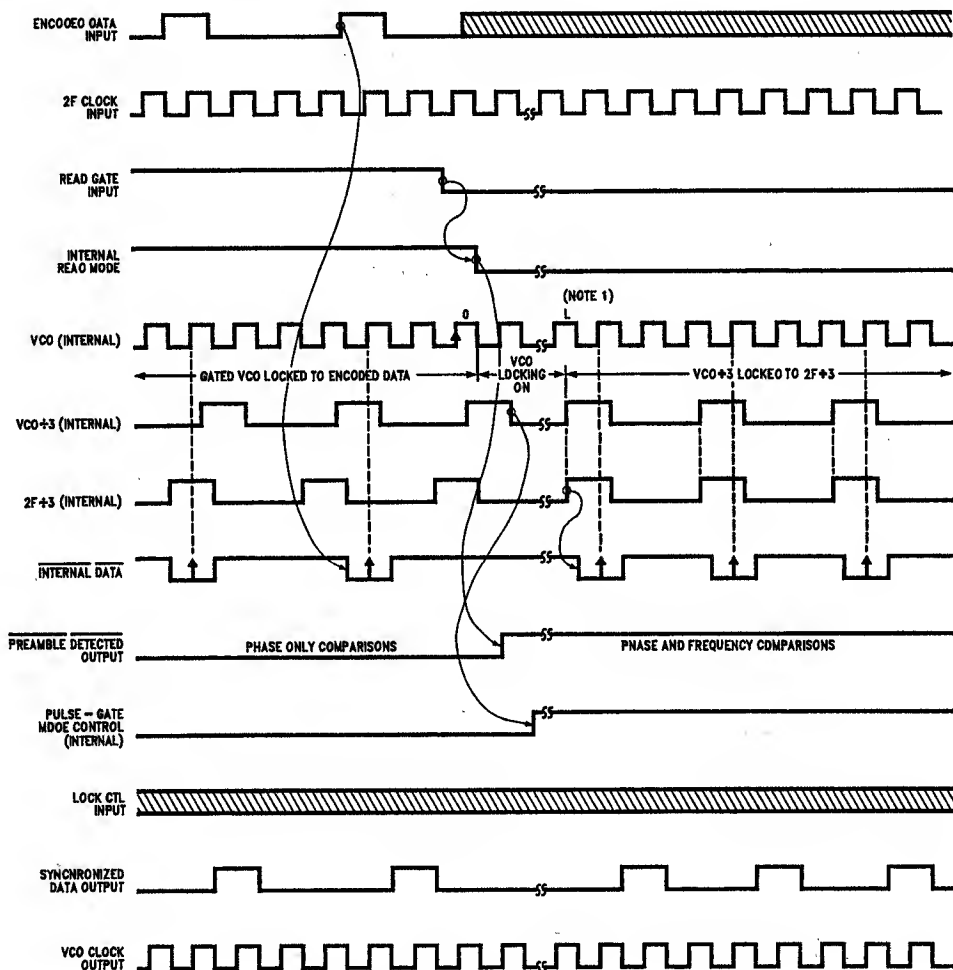 ENCOOEO OATA
INPUT
2F CLOCK
INPUT
READ GATE
INPUT
INTERNAL
REAO MODE
(NOTE 1)
0
L
VCO (INTERNAL)
GATED VCO LOCKED TO ENCODED DATA
VCO
LOCKING
ON
VCO÷3 LOCKEO TO 2F÷3
VCO÷3 (INTERNAL)
2F÷3 (INTERNAL)
INTERNAL DATA
PREAMBLE DETECTED
OUTPUT
PHASE ONLY COMPARISONS
PNASE AND FREQUENCY COMPARISONS
PULSE – GATE
MDOE CONTROL
(INTERNAL)
LOCK CTL
INPUT
SYNCNRONIZED
DATA OUTPUT
VCO CLOCK
OUTPUT